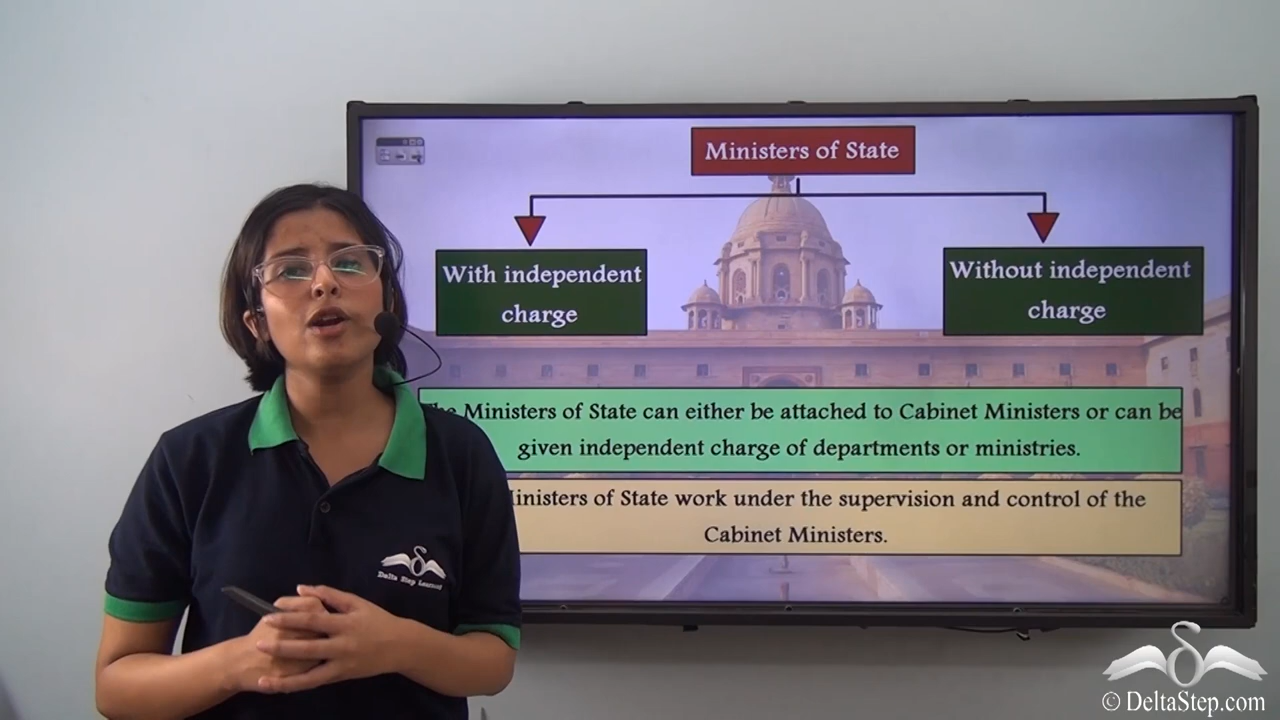 Ministers of State
With independent
charge
Without independent
charge
The Ministers of State can either be attached to Cabinet Ministers or can be
given independent charge of departments or ministries.
Ministers of State work under the supervision and control of the
Cabinet Ministers.
Delta Step
© DeltaStep.com